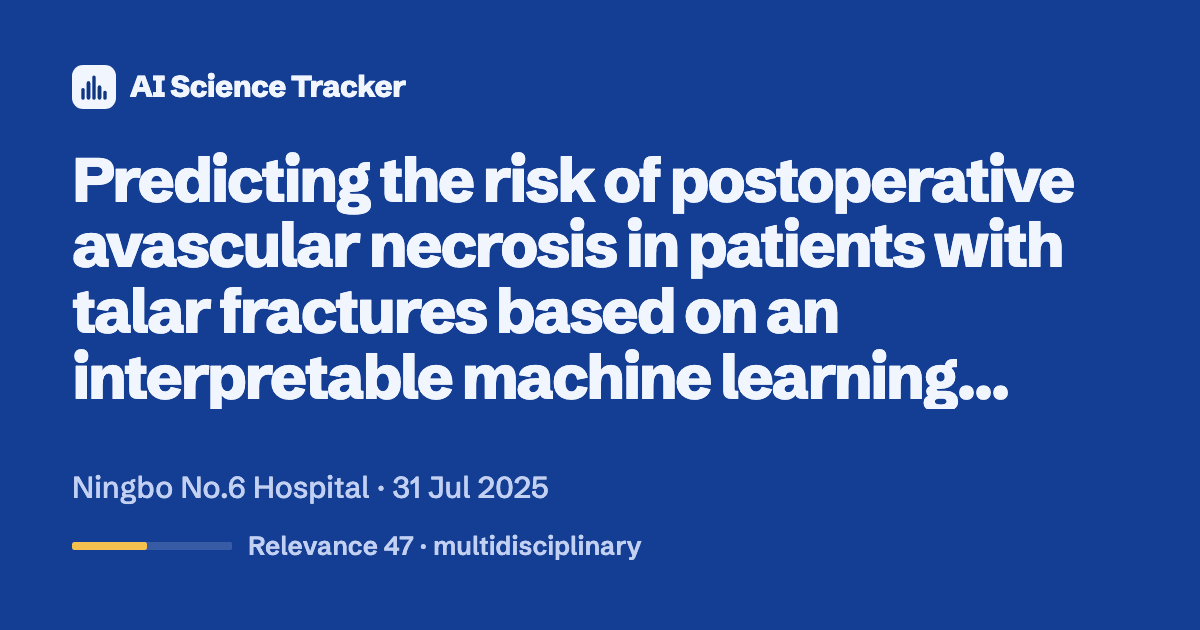 AI Science Tracker
Predicting the risk of postoperative
avascular necrosis in patients with
talar fractures based on an
interpretable machine learning...
Ningbo No.6 Hospital · 31 Jul 2025
Relevance 47 · multidisciplinary